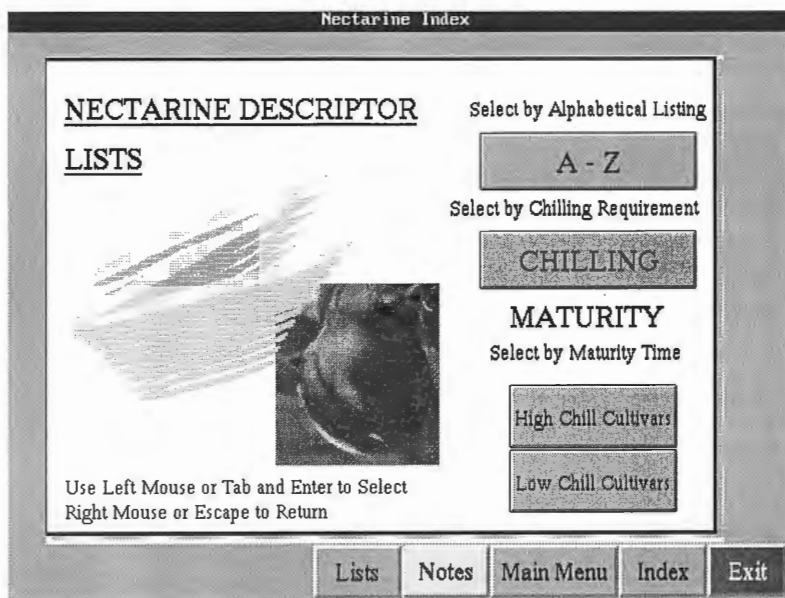 Nectarine Index
NECTARINE DESCRIPTOR
LISTS
Select by Alphabetical Listing
A - Z
Select by Chilling Requirement
CHILLING
MATURITY
Select by Maturity Time
High Chill Cultivars
Low Chill Cultivars
Use Left Mouse or Tab and Enter to Select
Right Mouse or Escape to Return
Lists Notes Main Menu Index Exit